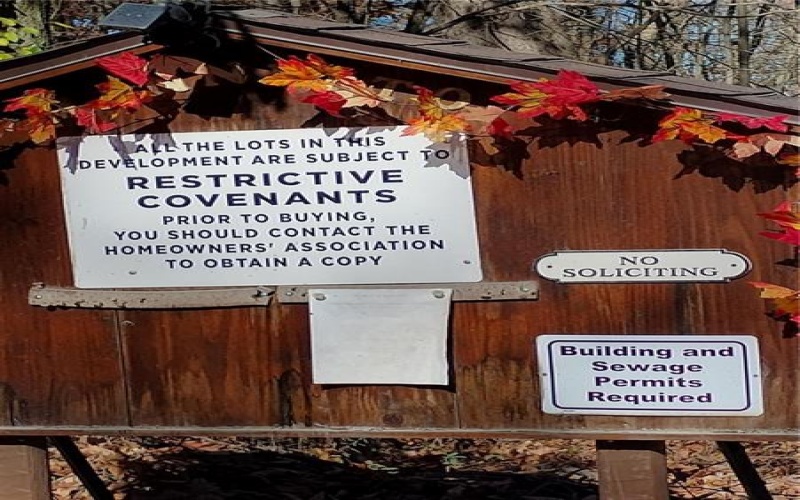 ALL THE LOTS IN THIS
DEVELOPMENT ARE SUBJECT TO
RESTRICTIVE
COVENANTS
PRIOR TO BUYING,
YOU SHOULD CONTACT THE
HOMEOWNERS' ASSOCIATION
TO OBTAIN A COPY
NO
SOLICITING
Building and
Sewage
Permits
Required